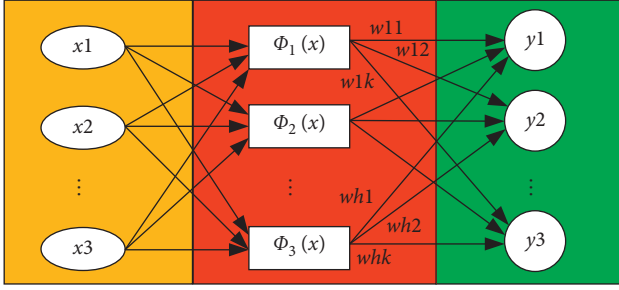 x1
x2
⋮
x3
Φ1 (x)
Φ2 (x)
⋮
Φ3 (x)
w11
w12
w1k
wh1
wh2
whk
y1
y2
⋮
y3